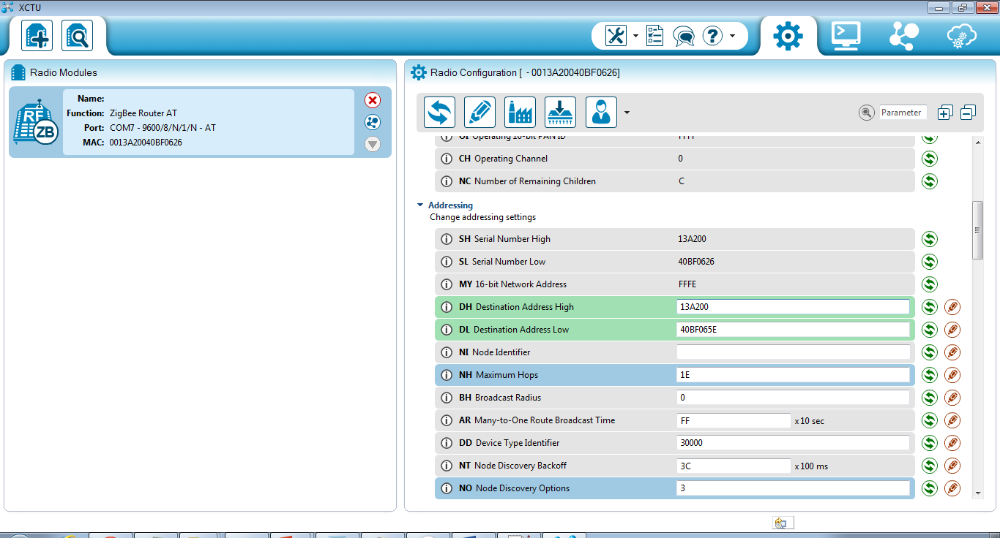 XCTU
Radio Modules
RF
ZB
Name:
Function: ZigBee Router AT
Port: COM7 - 9600/8/N/1/N - AT
MAC: 0013A20040BF0626
Radio Configuration [ - 0013A20040BF0626]
Parameter
OI Operating 16-bit PAN ID FFFF
CH Operating Channel 0
NC Number of Remaining Children C
Addressing
Change addressing settings
SH Serial Number High 13A200
SL Serial Number Low 40BF0626
MY 16-bit Network Address FFFE
DH Destination Address High 13A200
DL Destination Address Low 40BF065E
NI Node Identifier
NH Maximum Hops 1E
BH Broadcast Radius 0
AR Many-to-One Route Broadcast Time FF x 10 sec
DD Device Type Identifier 30000
NT Node Discovery Backoff 3C x 100 ms
NO Node Discovery Options 3